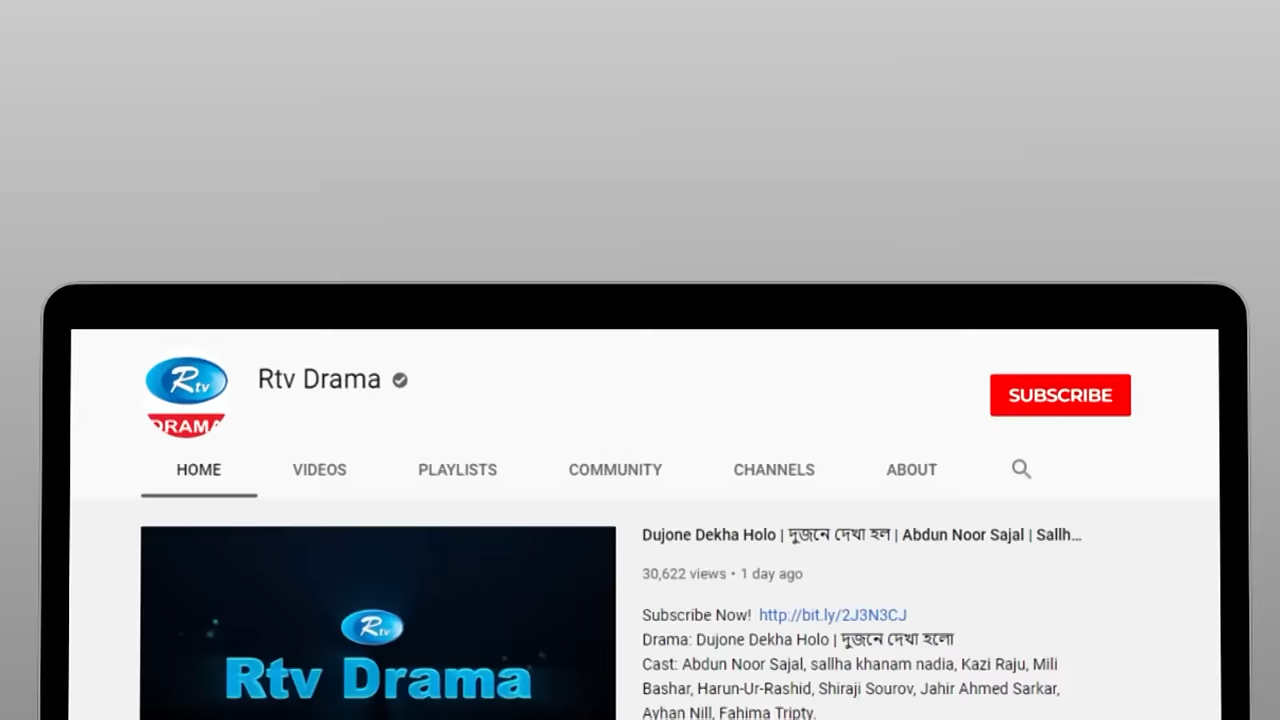 Rtv
DRAMA
Rtv Drama
SUBSCRIBE
HOME VIDEOS PLAYLISTS COMMUNITY CHANNELS ABOUT
Dujone Dekha Holo | দুজনে দেখা হল | Abdun Noor Sajal | Sallh...
30,622 views • 1 day ago
Subscribe Now! http://bit.ly/2J3N3CJ
Drama: Dujone Dekha Holo | দুজনে দেখা হলো
Cast: Abdun Noor Sajal, sallha khanam nadia, Kazi Raju, Mili
Bashar, Harun-Ur-Rashid, Shiraji Sourov, Jahir Ahmed Sarkar,
Ayhan Nill, Fahima Tripty.
Rtv
Rtv Drama